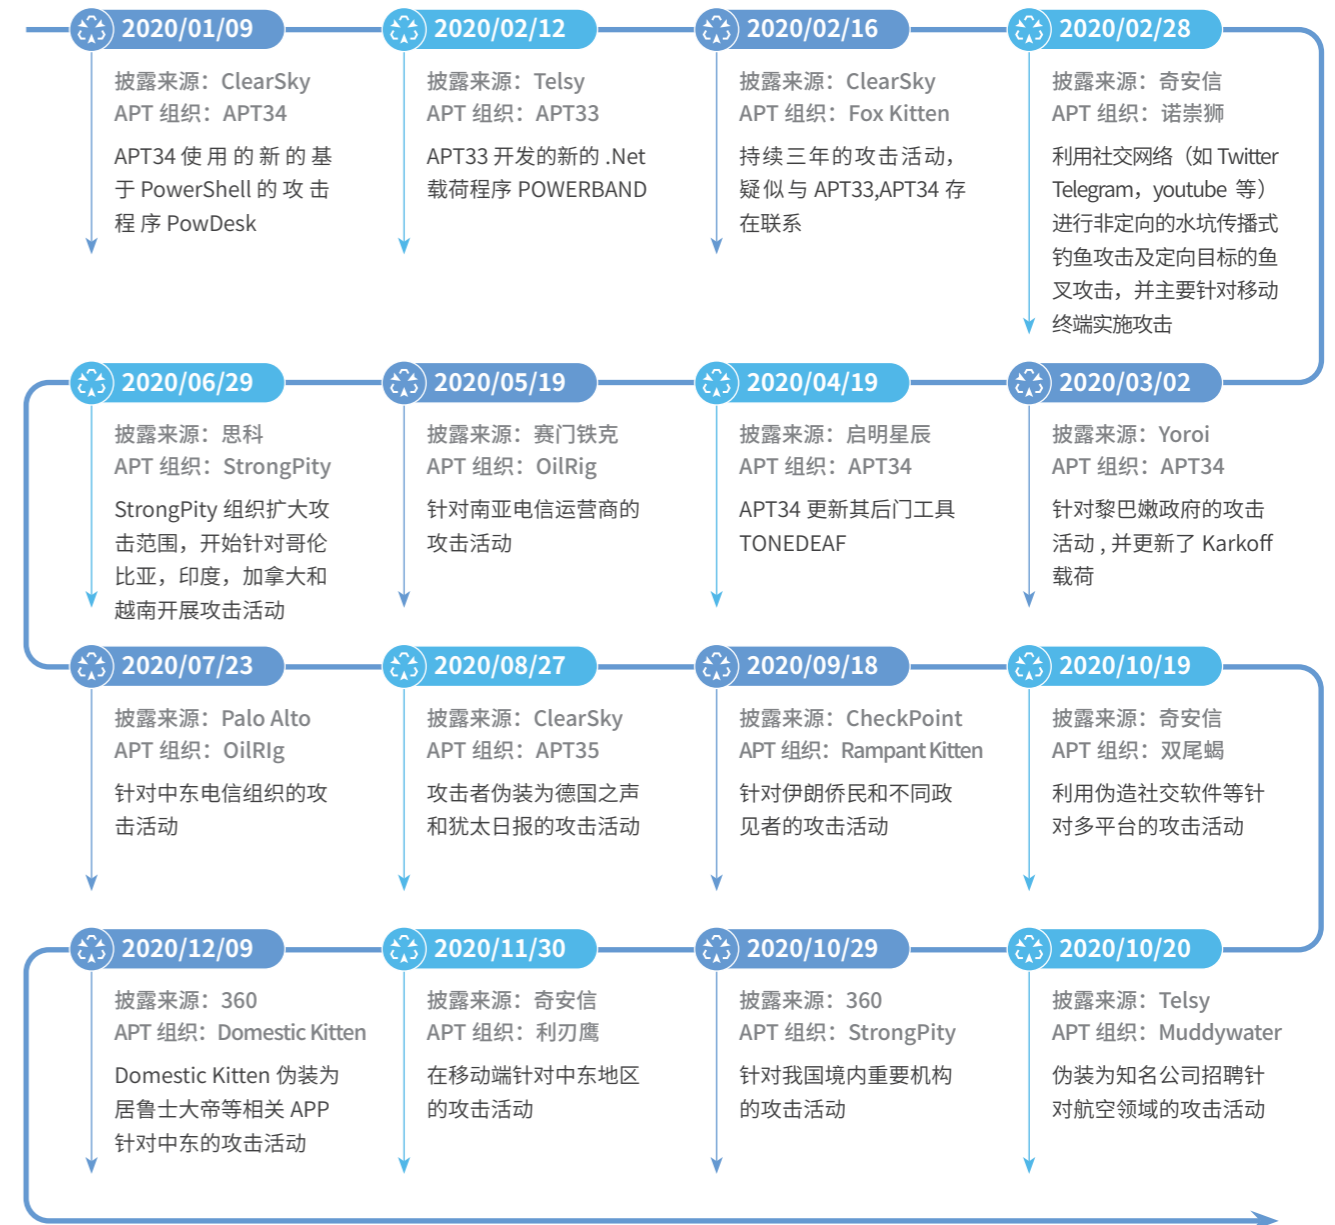 2020/01/09
披露来源：ClearSky
APT 组织：APT34
APT34 使 用 的 新 的 基
于 PowerShell 的 攻 击
程 序 PowDesk
2020/02/12
披露来源：Telsy
APT 组织：APT33
APT33 开发的新的 .Net
载荷程序 POWERBAND
2020/02/16
披露来源：ClearSky
APT 组织：Fox Kitten
持续三年的攻击活动，
疑似与 APT33,APT34 存
在联系
2020/02/28
披露来源：奇安信
APT 组织：诺崇狮
利用社交网络（如 Twitter
Telegram，youtube 等）
进行非定向的水坑传播式
钓鱼攻击及定向目标的鱼
叉攻击，并主要针对移动
终端实施攻击
2020/03/02
披露来源：Yoroi
APT 组织：APT34
针对黎巴嫩政府的攻击
活动 , 并更新了 Karkoff
载荷
2020/04/19
披露来源：启明星辰
APT 组织：APT34
APT34 更新其后门工具
TONEDEAF
2020/05/19
披露来源：赛门铁克
APT 组织：OilRig
针对南亚电信运营商的
攻击活动
2020/06/29
披露来源：思科
APT 组织：StrongPity
StrongPity 组织扩大攻
击范围，开始针对哥伦
比亚，印度，加拿大和
越南开展攻击活动
2020/07/23
披露来源：Palo Alto
APT 组织：OilRIg
针对中东电信组织的攻
击活动
2020/08/27
披露来源：ClearSky
APT 组织：APT35
攻击者伪装为德国之声
和犹太日报的攻击活动
2020/09/18
披露来源：CheckPoint
APT 组织：Rampant Kitten
针对伊朗侨民和不同政
见者的攻击活动
2020/10/19
披露来源：奇安信
APT 组织：双尾蝎
利用伪造社交软件等针
对多平台的攻击活动
2020/10/20
披露来源：Telsy
APT 组织：Muddywater
伪装为知名公司招聘针
对航空领域的攻击活动
2020/10/29
披露来源：360
APT 组织：StrongPity
针对我国境内重要机构
的攻击活动
2020/11/30
披露来源：奇安信
APT 组织：利刃鹰
在移动端针对中东地区
的攻击活动
2020/12/09
披露来源：360
APT 组织：Domestic Kitten
Domestic Kitten 伪装为
居鲁士大帝等相关 APP
针对中东的攻击活动